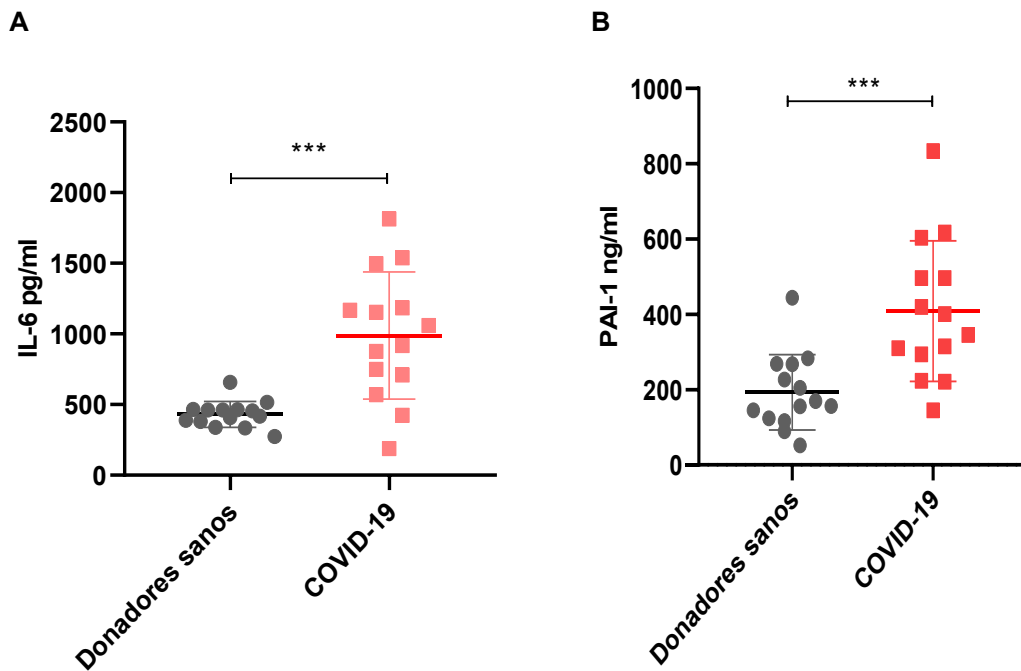 A
IL-6 pg/ml
2500
2000
1500
1000
500
0
***
Donadores sanos
COVID-19
B
PAI-1 ng/ml
1000
800
600
400
200
0
***
Donadores sanos
COVID-19